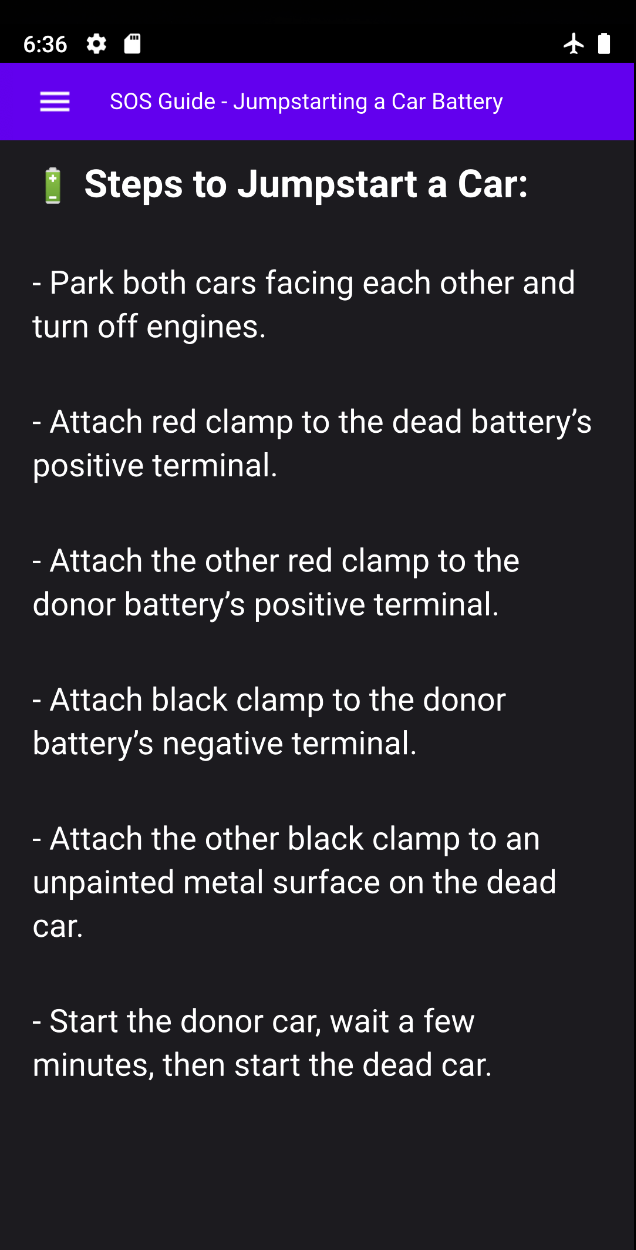 6:36
SOS Guide - Jumpstarting a Car Battery
Steps to Jumpstart a Car:
- Park both cars facing each other and
turn off engines.
- Attach red clamp to the dead battery’s
positive terminal.
- Attach the other red clamp to the
donor battery’s positive terminal.
- Attach black clamp to the donor
battery’s negative terminal.
- Attach the other black clamp to an
unpainted metal surface on the dead
car.
- Start the donor car, wait a few
minutes, then start the dead car.